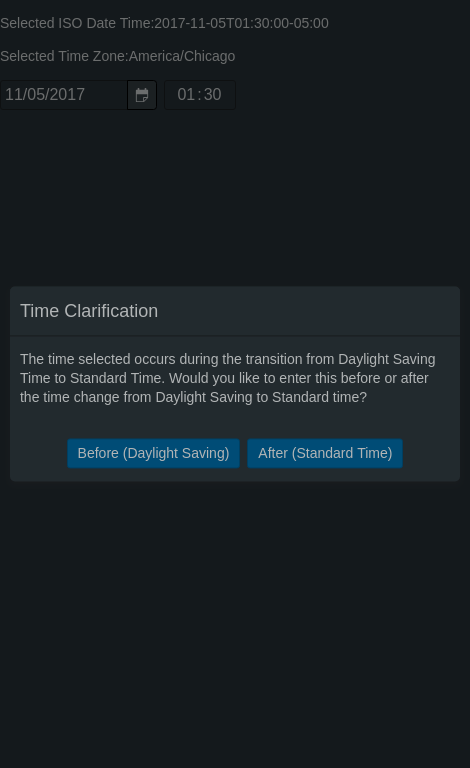 Selected ISO Date Time:2017-11-05T01:30:00-05:00
Selected Time Zone:America/Chicago
11/05/2017 01:30
Time Clarification
The time selected occurs during the transition from Daylight Saving
Time to Standard Time. Would you like to enter this before or after
the time change from Daylight Saving to Standard time?
Before (Daylight Saving) After (Standard Time)